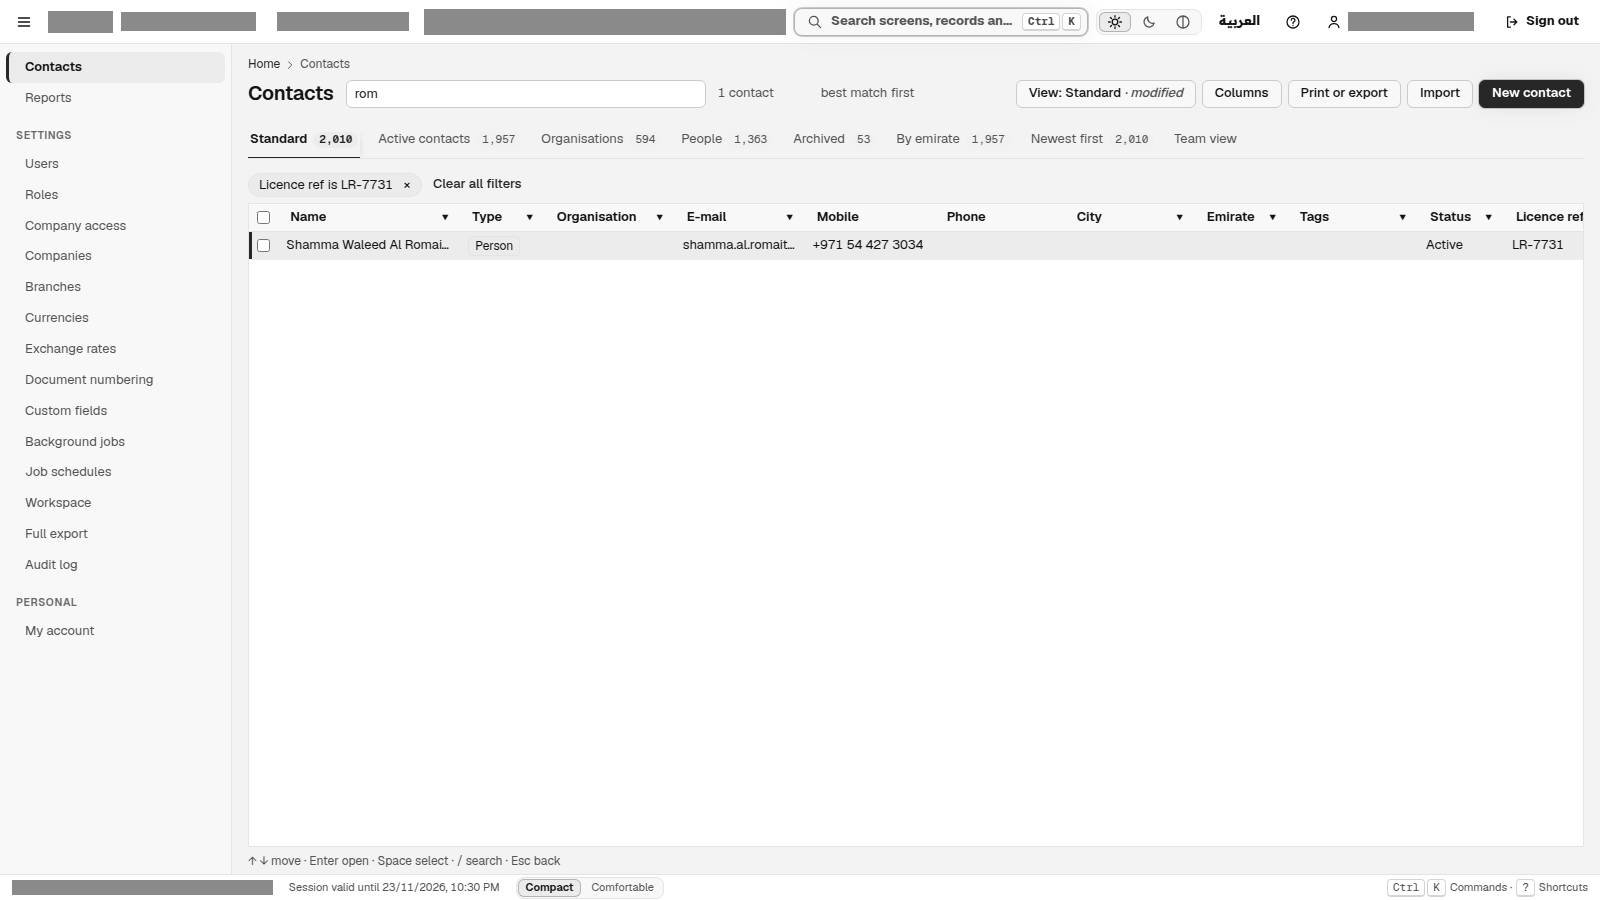 Search screens, records an... Ctrl K العربية Sign out
Contacts
Reports
SETTINGS
Users
Roles
Company access
Companies
Branches
Currencies
Exchange rates
Document numbering
Custom fields
Background jobs
Job schedules
Workspace
Full export
Audit log
PERSONAL
My account
Home > Contacts
Contacts rom 1 contact best match first View: Standard · modified Columns Print or export Import New contact
Standard 2,010 Active contacts 1,957 Organisations 594 People 1,363 Archived 53 By emirate 1,957 Newest first 2,010 Team view
Licence ref is LR-7731 × Clear all filters
Name ▼ Type ▼ Organisation ▼ E-mail ▼ Mobile Phone City ▼ Emirate ▼ Tags ▼ Status ▼ Licence ref
Shamma Waleed Al Romai... Person shamma.al.romait... +971 54 427 3034 Active LR-7731
↑ ↓ move · Enter open · Space select · / search · Esc back
Session valid until 23/11/2026, 10:30 PM Compact Comfortable Ctrl K Commands · ? Shortcuts